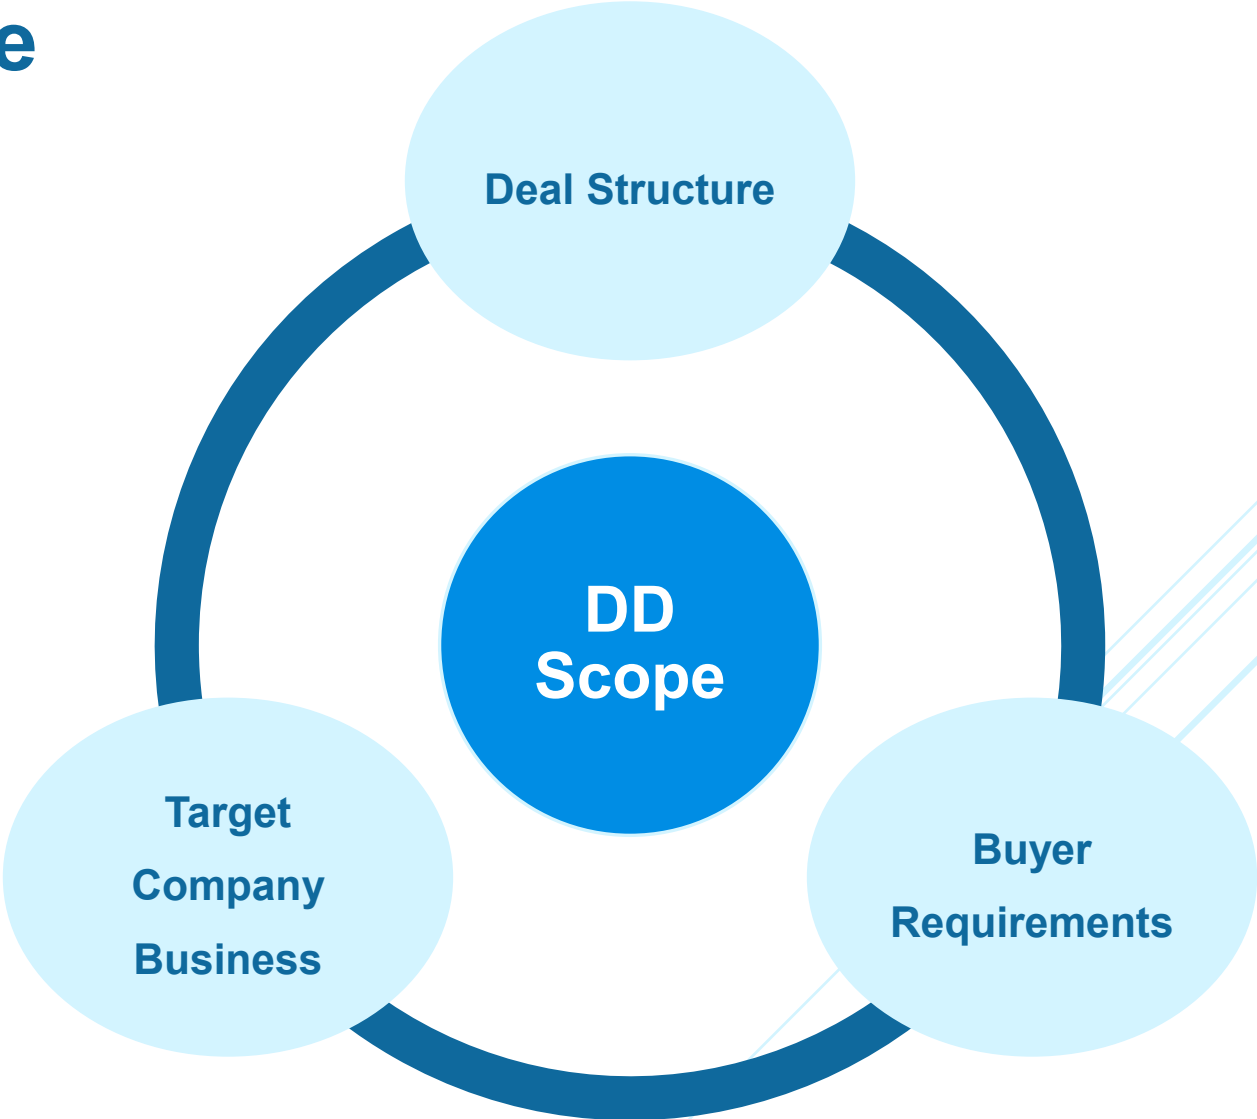 e
Deal Structure
DD
Scope
Target
Company
Business
Buyer
Requirements